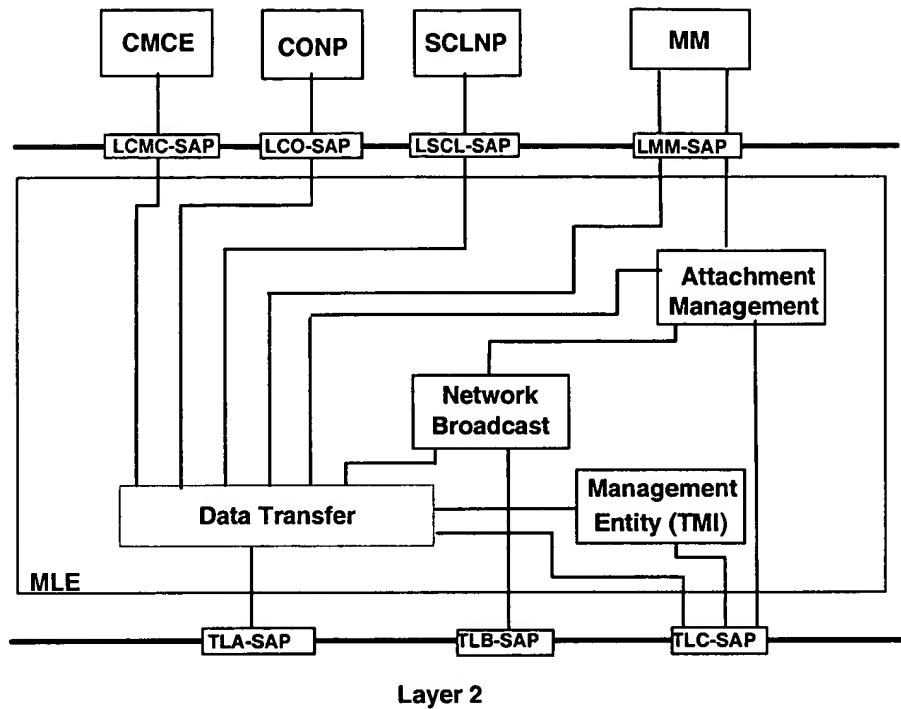 CMCE
CONP
SCLNP
MM
LCMC-SAP
LCO-SAP
LSCL-SAP
LMM-SAP
Attachment
Management
Network
Broadcast
Management
Entity (TMI)
Data Transfer
MLE
TLA-SAP
TLB-SAP
TLC-SAP
Layer 2